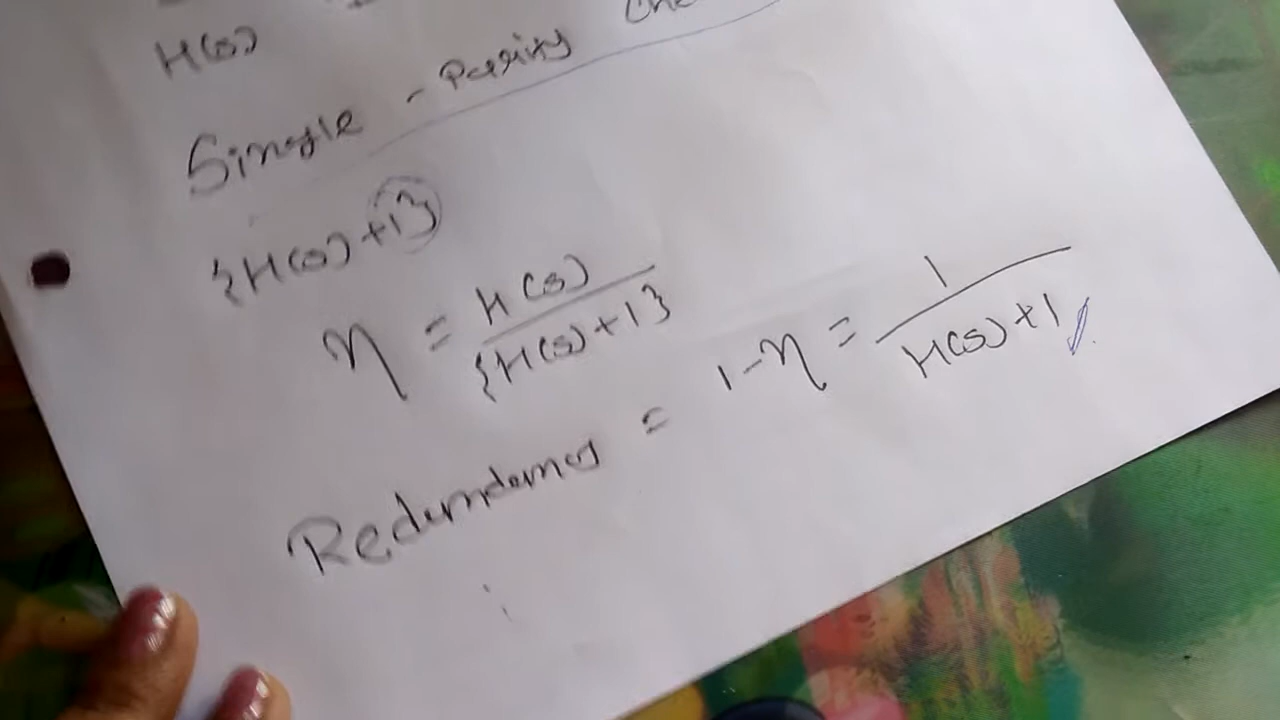 H(s)
Single - Parity
{H(s) + 1}
η = H(s) / {H(s) + 1}
Redundancy = 1 - η = 1 / H(s) + 1